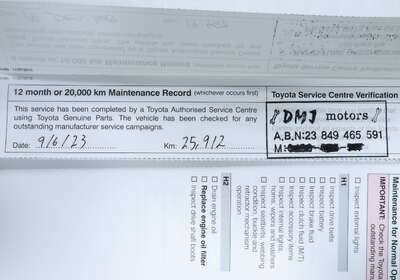 12 month or 20,000 km Maintenance Record (whichever occurs first)
Toyota Service Centre Verification
This service has been completed by a Toyota Authorised Service Centre
using Toyota Genuine Parts. The vehicle has been checked for any
outstanding manufacturer service campaigns.
Date: 9/6/23
Km: 25,912
DMJ motors
A,B,N:23 849 465 591
M:
Maintenance for Normal Op
IMPORTANT: Check the Toyota
outstanding man
□ Inspect external lights
H1
□ Inspect drive belts
□ Inspect battery
□ Inspect brake fluid
□ Inspect clutch fluid (M/T)
□ Inspect accessory items
□ Inspect internal lights,
horns, wipers and washers
□ Inspect seatbelts, webbing
condition, buckle and
retractor mechanism
operation
H2
□ Drain engine oil
□ Replace engine oil filter
□ Inspect drive shaft boots